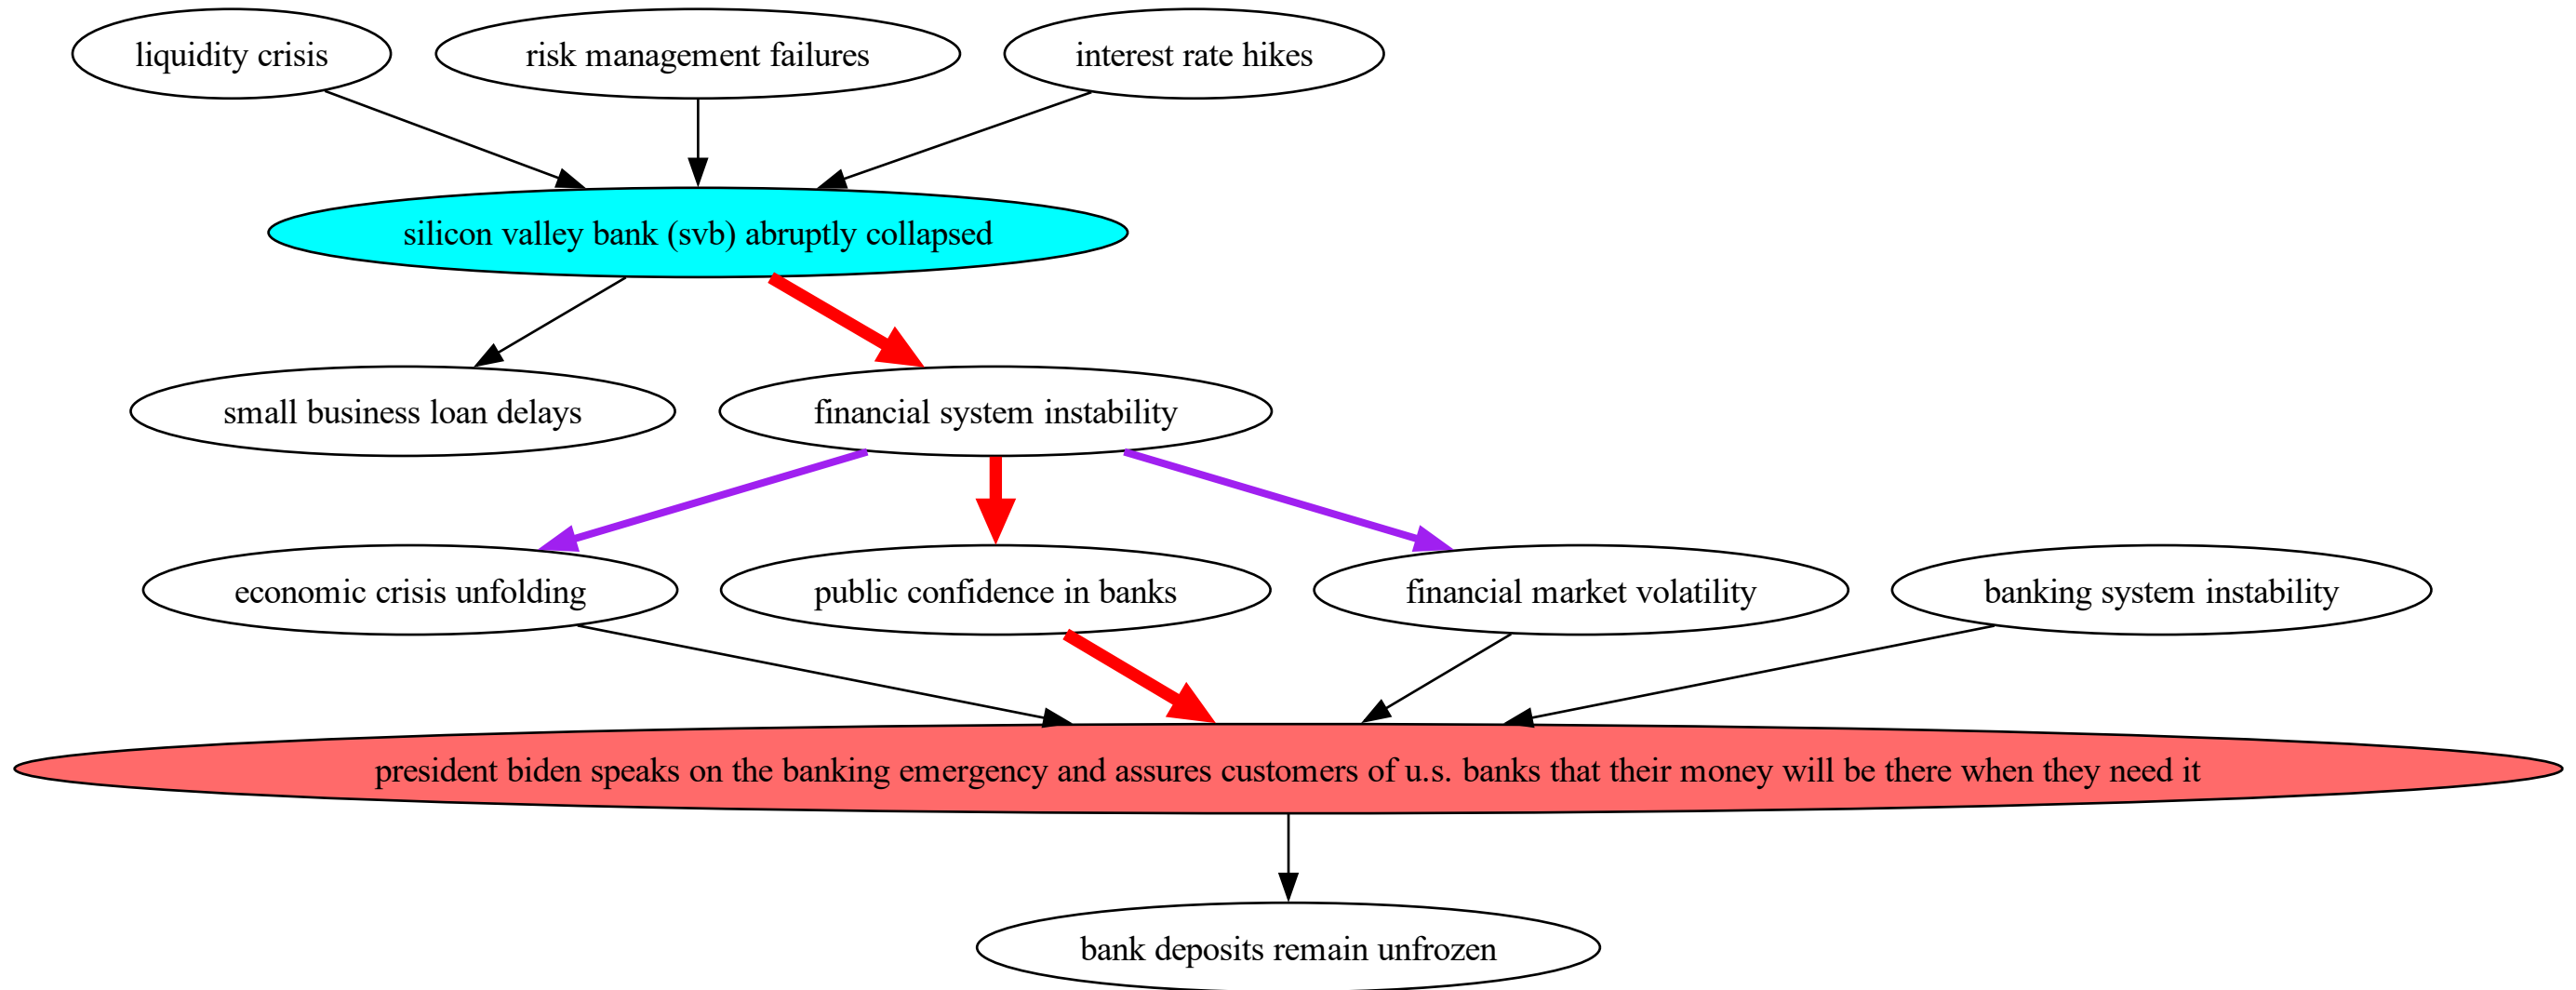 liquidity crisis
risk management failures
interest rate hikes
silicon valley bank (svb) abruptly collapsed
small business loan delays
financial system instability
economic crisis unfolding
public confidence in banks
financial market volatility
banking system instability
president biden speaks on the banking emergency and assures customers of u.s. banks that their money will be there when they need it
bank deposits remain unfrozen